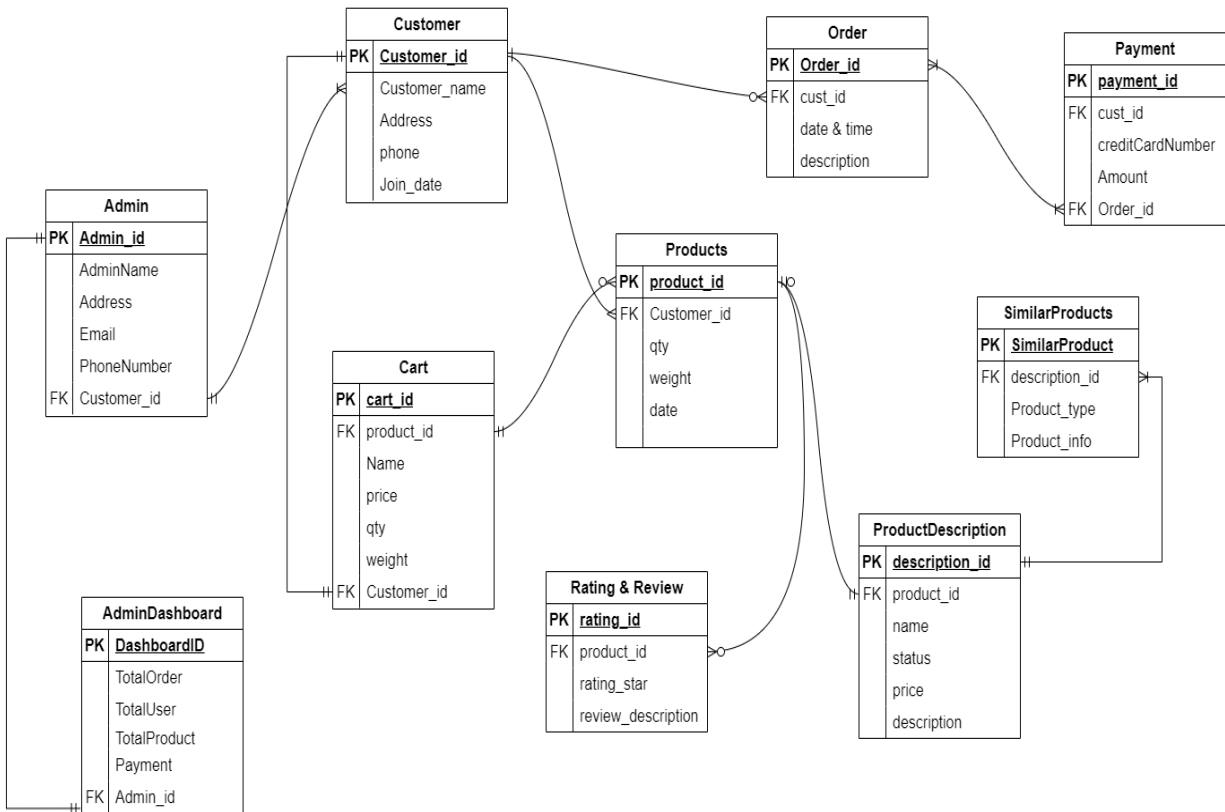 Customer
PK Customer_id
Customer_name
Address
phone
Join_date
Order
PK Order_id
FK cust_id
date & time
description
Payment
PK payment_id
FK cust_id
creditCardNumber
Amount
FK Order_id
Admin
PK Admin_id
AdminName
Address
Email
PhoneNumber
FK Customer_id
Products
PK product_id
FK Customer_id
qty
weight
date
SimilarProducts
PK SimilarProduct
FK description_id
Product_type
Product_info
Cart
PK cart_id
FK product_id
Name
price
qty
weight
FK Customer_id
ProductDescription
PK description_id
FK product_id
name
status
price
description
Rating & Review
PK rating_id
FK product_id
rating_star
review_description
AdminDashboard
PK DashboardID
TotalOrder
TotalUser
TotalProduct
Payment
FK Admin_id